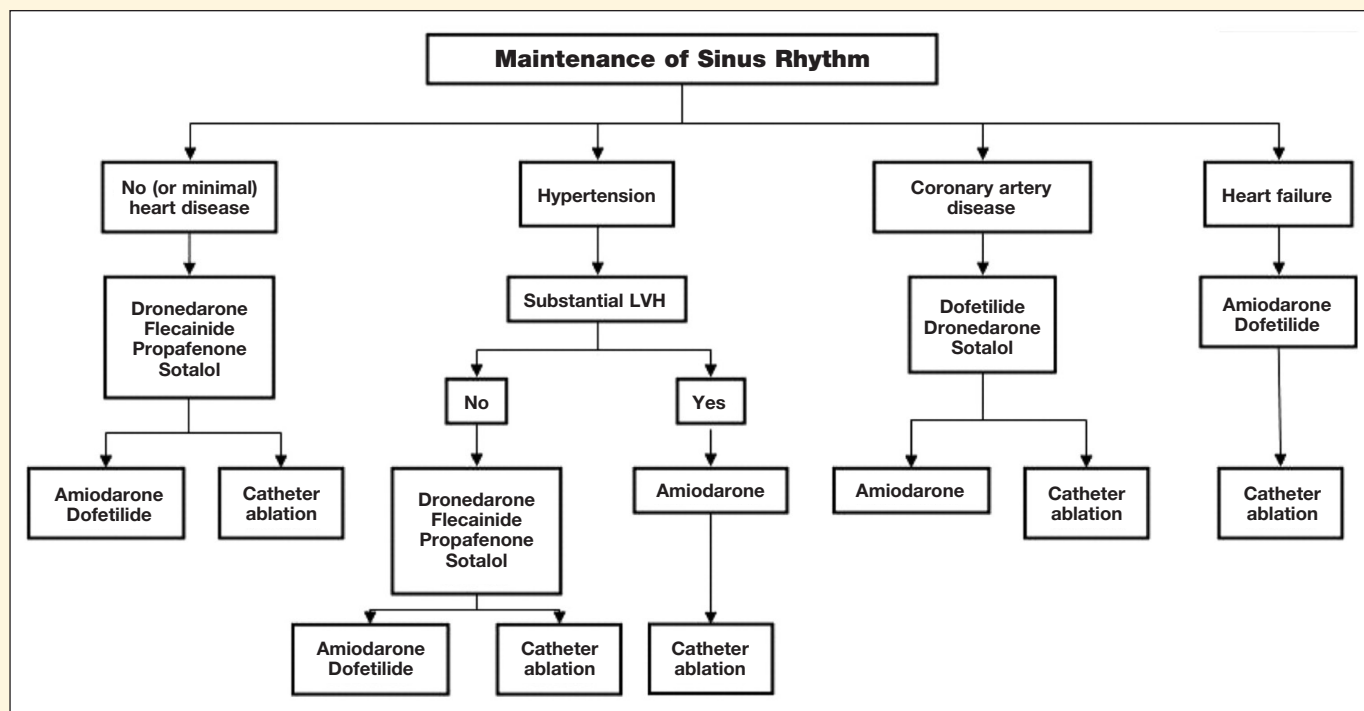 Maintenance of Sinus Rhythm
No (or minimal)
heart disease
Hypertension
Coronary artery
disease
Heart failure
Dronedarone
Flecainide
Propafenone
Sotalol
Substantial LVH
Dofetilide
Dronedarone
Sotalol
Amiodarone
Dofetilide
No
Yes
Amiodarone
Dofetilide
Catheter
ablation
Dronedarone
Flecainide
Propafenone
Sotalol
Amiodarone
Amiodarone
Catheter
ablation
Catheter
ablation
Amiodarone
Dofetilide
Catheter
ablation
Catheter
ablation